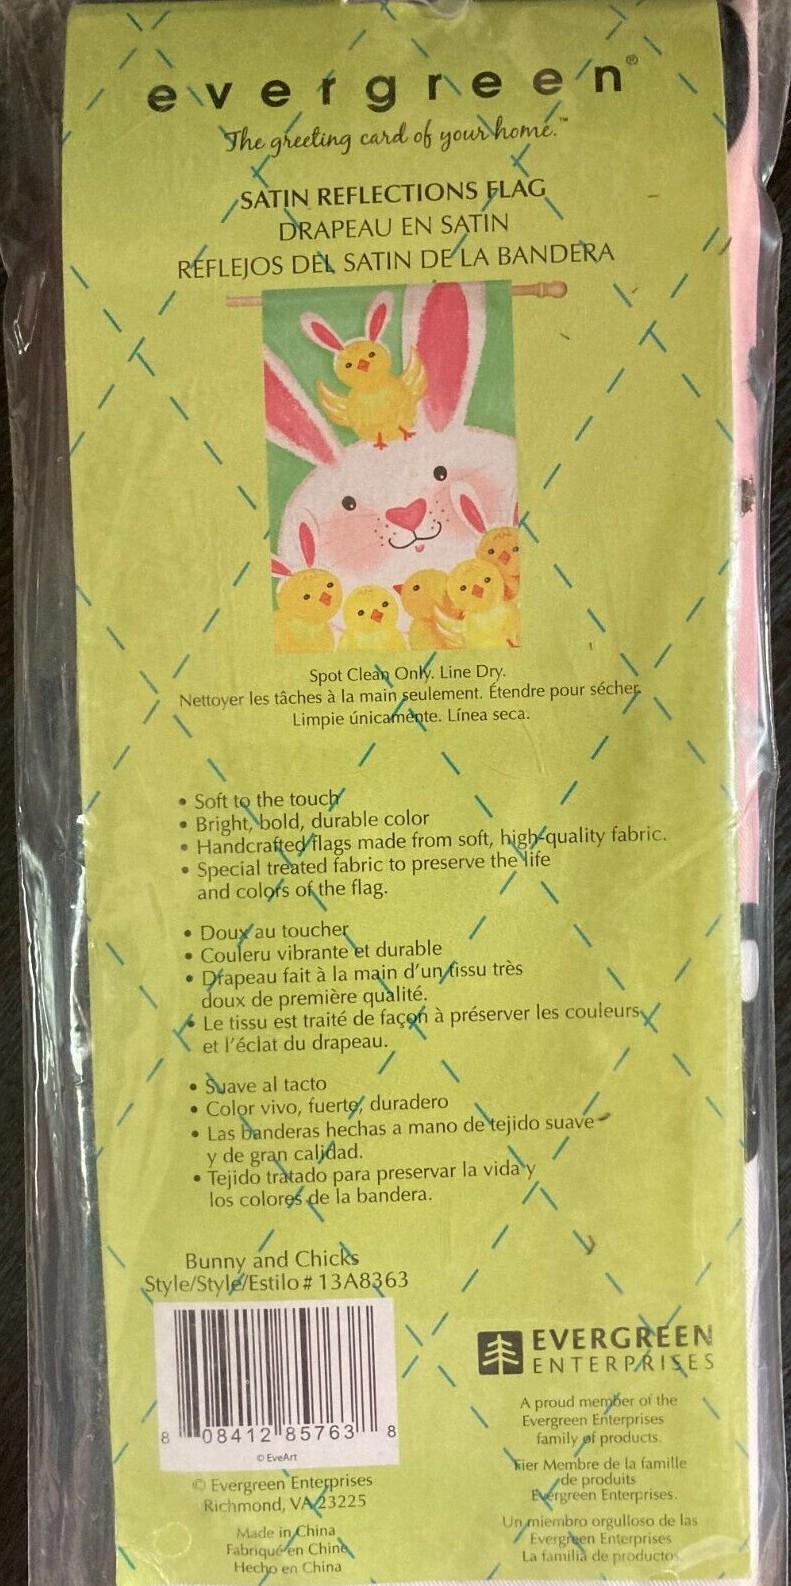 evergreen®
The greeting card of your home.™
SATIN REFLECTIONS FLAG
DRAPEAU EN SATIN
REFLEJOS DEL SATIN DE LA BANDERA
Spot Clean Only. Line Dry.
Nettoyer les tâches à la main seulement. Étendre pour sécher.
Limpie únicamente. Línea seca.
• Soft to the touch
• Bright, bold, durable color
• Handcrafted flags made from soft, high-quality fabric.
• Special treated fabric to preserve the life
and colors of the flag.
• Doux au toucher
• Couleru vibrante et durable
• Drapeau fait à la main d'un tissu très
doux de première qualité.
• Le tissu est traité de façon à préserver les couleurs
et l'éclat du drapeau.
• Suave al tacto
• Color vivo, fuerte, duradero
• Las banderas hechas a mano de tejido suave
y de gran calidad.
• Tejido tratado para preservar la vida y
los colores de la bandera.
Bunny and Chicks
Style/Style/Estilo # 13A8363
8 08412 85763 8
© EveArt
© Evergreen Enterprises
Richmond, VA 23225
Made in China
Fabriqué en Chine
Hecho en China
EVERGREEN
ENTERPRISES
A proud member of the
Evergreen Enterprises
family of products.
Fier Membre de la famille
de produits
Evergreen Enterprises.
Un miembro orgulloso de las
Evergreen Enterprises
La familia de productos